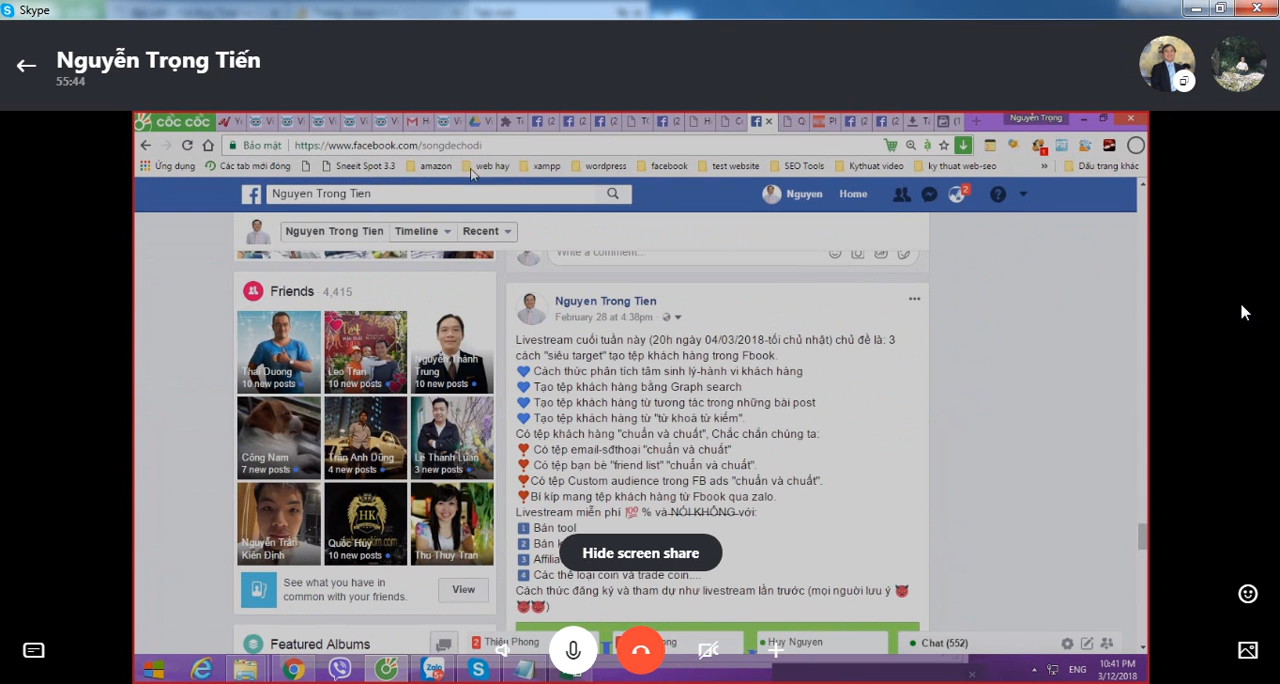 Skype
Nguyễn Trọng Tiến
55:44
CỐC CỐC
Nguyễn Trọng
Bảo mật https://www.facebook.com/songdechodi
Ứng dụng Các tab mới đóng Sneeit Spot 3.3 amazon web hay xampp wordpress facebook test website SEO Tools Kythuat video ky thuat web-seo » Dấu trang khác
Nguyen Trong Tien
Nguyen Home 2
Nguyen Trong Tien Timeline Recent
Write a comment...
Friends · 4,415
Thái Duong
10 new posts
Leo Tran
10 new posts
Nguyễn Thành Trung
10 new posts
Công Nam
7 new posts
Trần Anh Dũng
4 new posts
Lê Thanh Luân
3 new posts
Nguyễn Trần Kiên Định
HK
Quốc Huy
10 new posts
Thu Thuy Tran
See what you have in
common with your friends.
View
Featured Albums
Nguyen Trong Tien
February 28 at 4:38pm ·
Livestream cuối tuần này (20h ngày 04/03/2018-tối chủ nhật) chủ đề là: 3
cách "siêu target" tạo tệp khách hàng trong Fbook.
💙 Cách thức phân tích tâm sinh lý-hành vi khách hàng
💙 Tạo tệp khách hàng bằng Graph search
💙 Tạo tệp khách hàng từ tương tác trong những bài post
💙 Tạo tệp khách hàng từ "từ khoá từ kiếm".
Có tệp khách hàng "chuẩn và chuất", Chắc chắn chúng ta:
❣ Có tệp email-sđthoại "chuẩn và chuất"
❣ Có tệp bạn bè "friend list" "chuẩn và chuất".
❣Có tệp Custom audience trong FB ads "chuẩn và chuất".
❣Bí kíp mang tệp khách hàng từ Fbook qua zalo.
Livestream miễn phí 💯 % và NÓI KHÔNG với:
1 Bán tool
2 Bán
3 Affilia
4 Các thể loại coin và trade coin....
Cách thức đăng ký và tham dự như livestream lần trước (mọi người lưu ý 👿
👿👿)
Hide screen share
2 Thiệu Phong
Huy Nguyen
Chat (552)
Zalo 5+
ENG
10:41 PM
3/12/2018